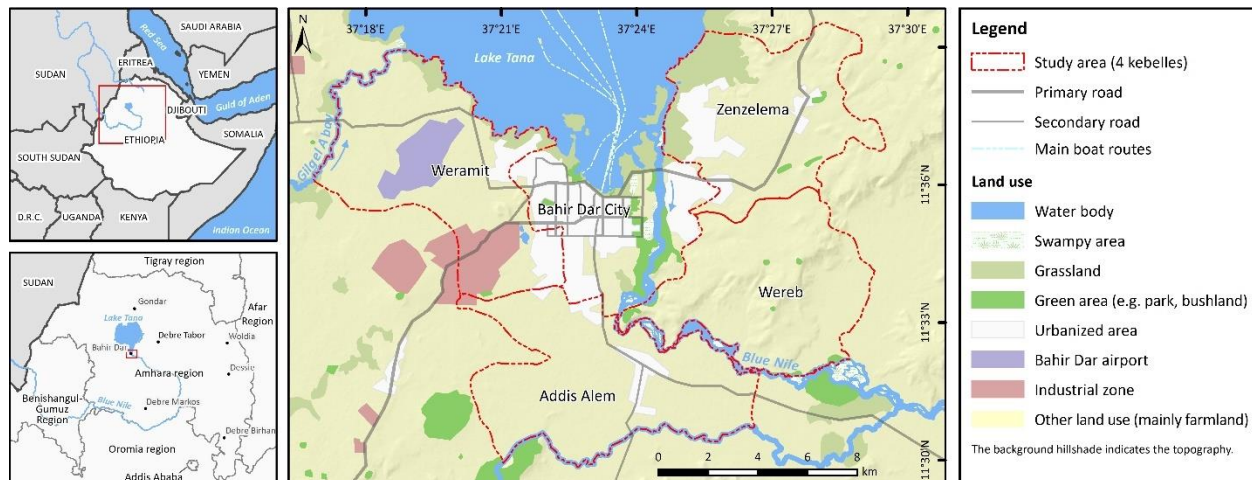 SAUDI ARABIA
Red Sea
SUDAN
ERITREA
YEMEN
DJIBOUTI
Gulf of Aden
ETHIOPIA
SOMALIA
SOUTH SUDAN
D.R.C.
UGANDA
KENYA
Indian Ocean
SUDAN
Tigray region
Gondar
Afar
Region
Lake Tana
Debre Tabor
Woldia
Bahir Dar
Amhara region
Dessie
Benishangul-
Gumuz
Region
Blue Nile
Debre Markos
Debre Birhan
Oromia region
Addis Ababa
37°18'E
37°21'E
37°24'E
37°27'E
37°30'E
N
Lake Tana
Zenzelema
Gilgel Abay
Weramit
11°36'N
Bahir Dar City
Wereb
11°33'N
Blue Nile
Addis Alem
11°30'N
0 2 4 6 8
km
Legend
Study area (4 kebelles)
Primary road
Secondary road
Main boat routes
Land use
Water body
Swampy area
Grassland
Green area (e.g. park, bushland)
Urbanized area
Bahir Dar airport
Industrial zone
Other land use (mainly farmland)
The background hillshade indicates the topography.